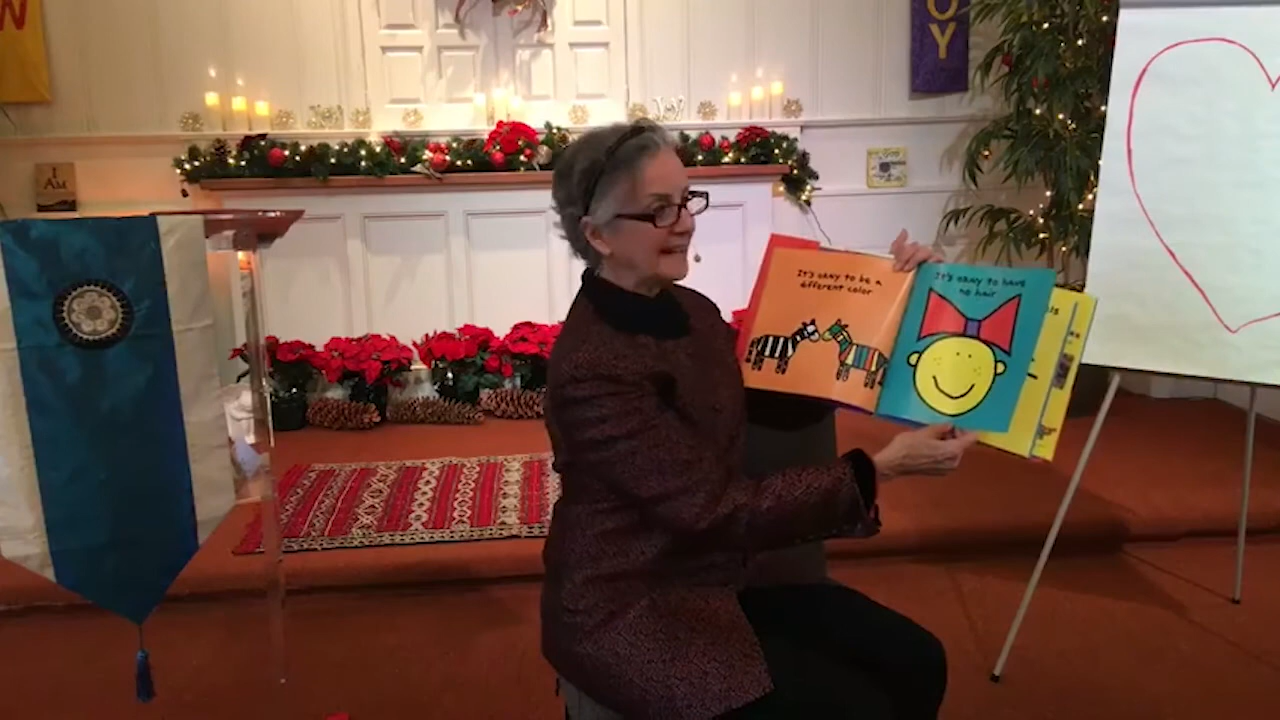 W
OY
I
AM
It's okay to be a
different color
It's okay to have
no hair